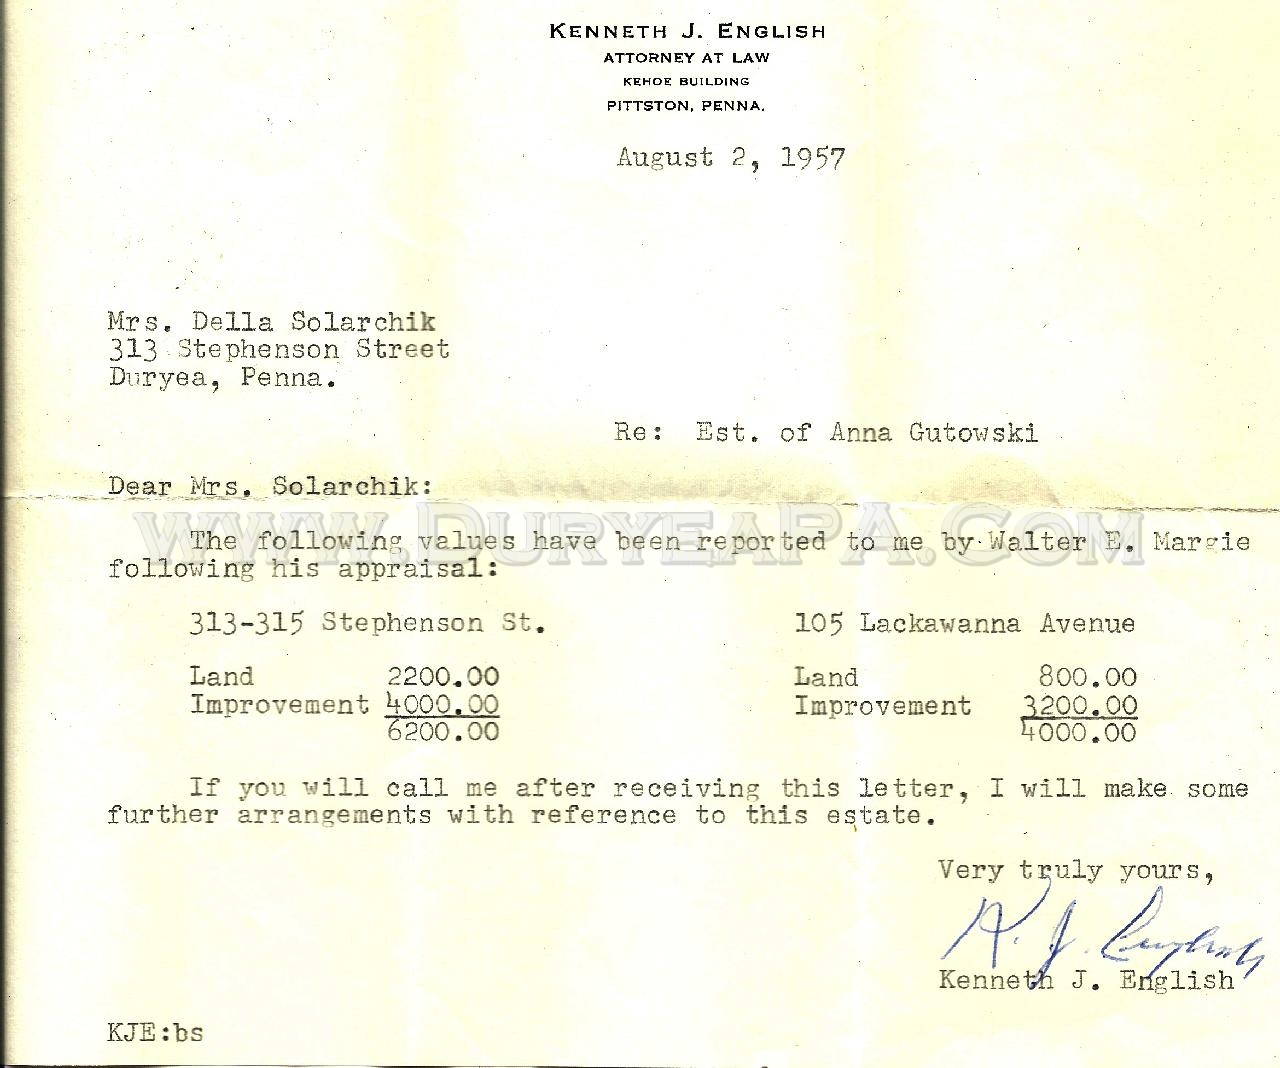 KENNETH J. ENGLISH
ATTORNEY AT LAW
KEHOE BUILDING
PITTSTON, PENNA.
August 2, 1957
Mrs. Della Solarchik
313 Stephenson Street
Duryea, Penna.
Re: Est. of Anna Gutowski
Dear Mrs. Solarchik:
www.DuryeaPA.com
The following values have been reported to me by Walter E. Margie
following his appraisal:
313-315 Stephenson St. 105 Lackawanna Avenue
Land 2200.00 Land 800.00
Improvement 4000.00 Improvement 3200.00
6200.00 4000.00
If you will call me after receiving this letter, I will make some
further arrangements with reference to this estate.
Very truly yours,
K. J. English
Kenneth J. English
KJE:bs